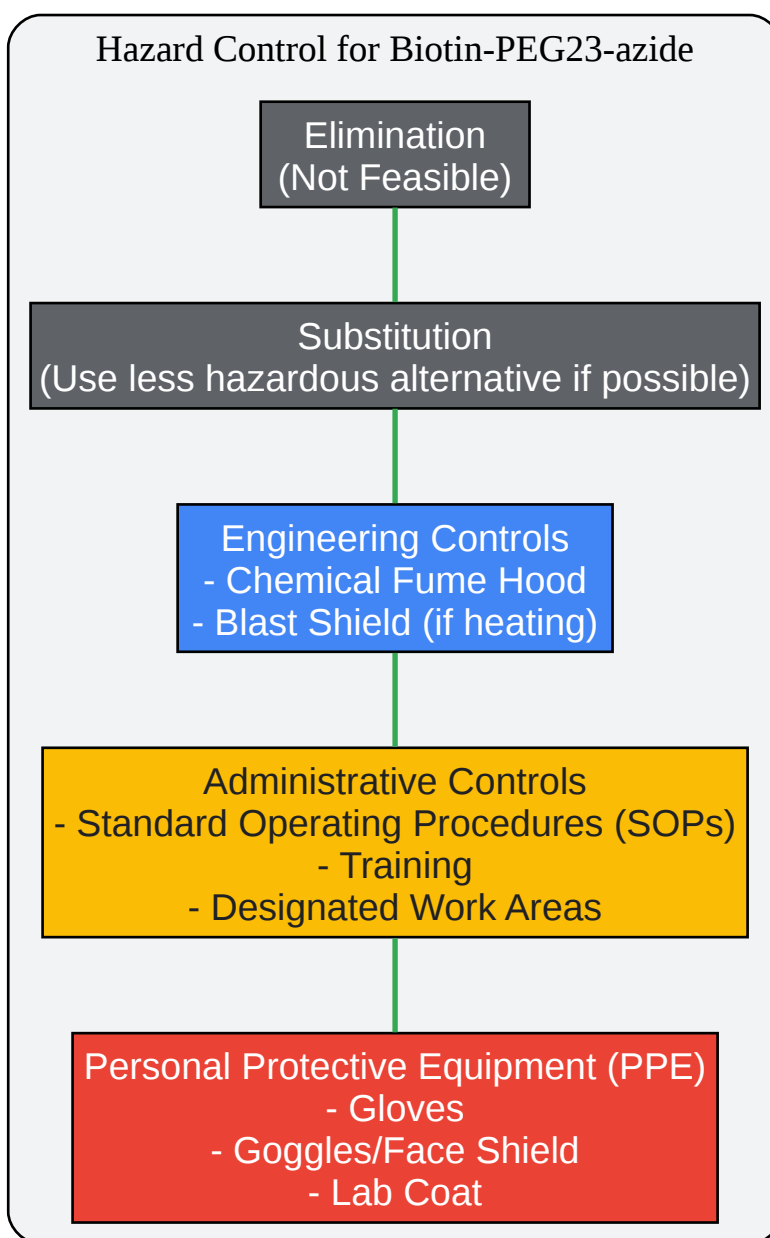 Hazard Control for Biotin-PEG23-azide
Elimination
(Not Feasible)
Substitution
(Use less hazardous alternative if possible)
Engineering Controls
- Chemical Fume Hood
- Blast Shield (if heating)
Administrative Controls
- Standard Operating Procedures (SOPs)
- Training
- Designated Work Areas
Personal Protective Equipment (PPE)
- Gloves
- Goggles/Face Shield
- Lab Coat